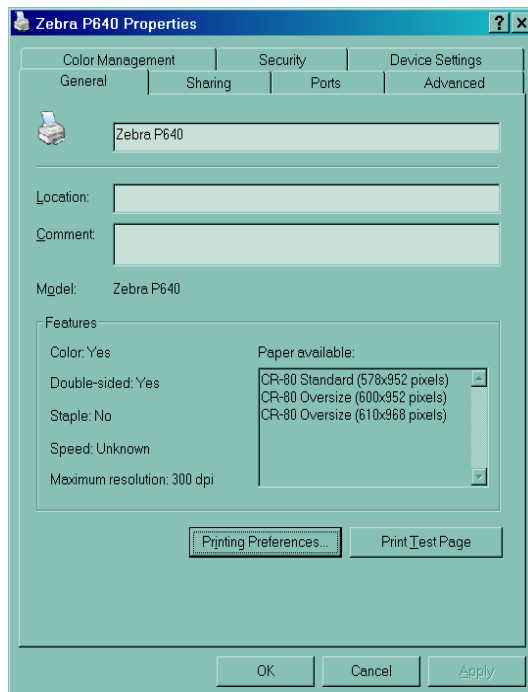 Zebra P640 Properties
? X
Color Management Security Device Settings
General Sharing Ports Advanced
Zebra P640
Location:
Comment:
Model: Zebra P640
Features
Color: Yes
Paper available:
Double-sided: Yes
CR-80 Standard (578x952 pixels)
CR-80 Oversize (600x952 pixels)
Staple: No
CR-80 Oversize (610x968 pixels)
Speed: Unknown
Maximum resolution: 300 dpi
Printing Preferences...
Print Test Page
OK Cancel Apply